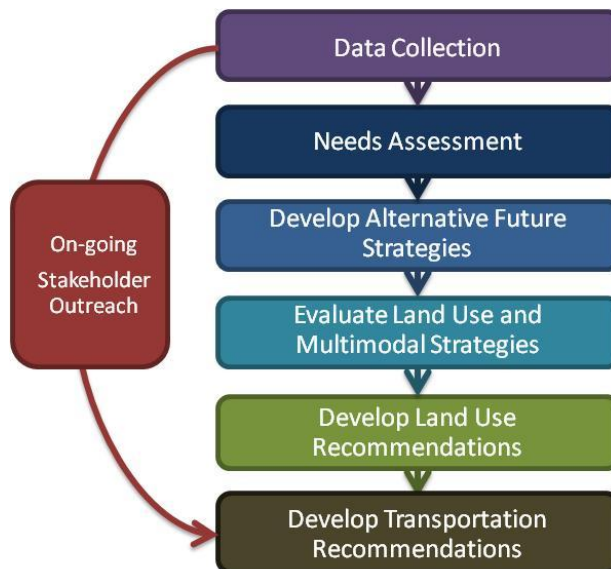 Data Collection
Needs Assessment
Develop Alternative Future
Strategies
Evaluate Land Use and
Multimodal Strategies
Develop Land Use
Recommendations
Develop Transportation
Recommendations
On-going
Stakeholder
Outreach